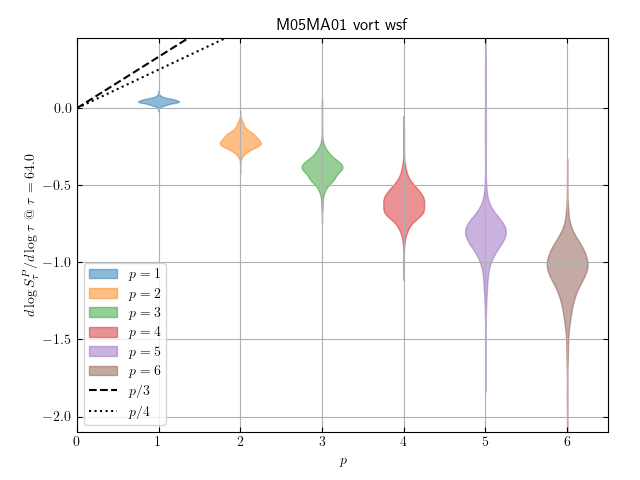 M05MA01 vort wsf
d log S_τ^P / d log τ @ τ = 64.0
0.0
−0.5
−1.0
−1.5
−2.0
p = 1
p = 2
p = 3
p = 4
p = 5
p = 6
p/3
p/4
0 1 2 3 4 5 6
p